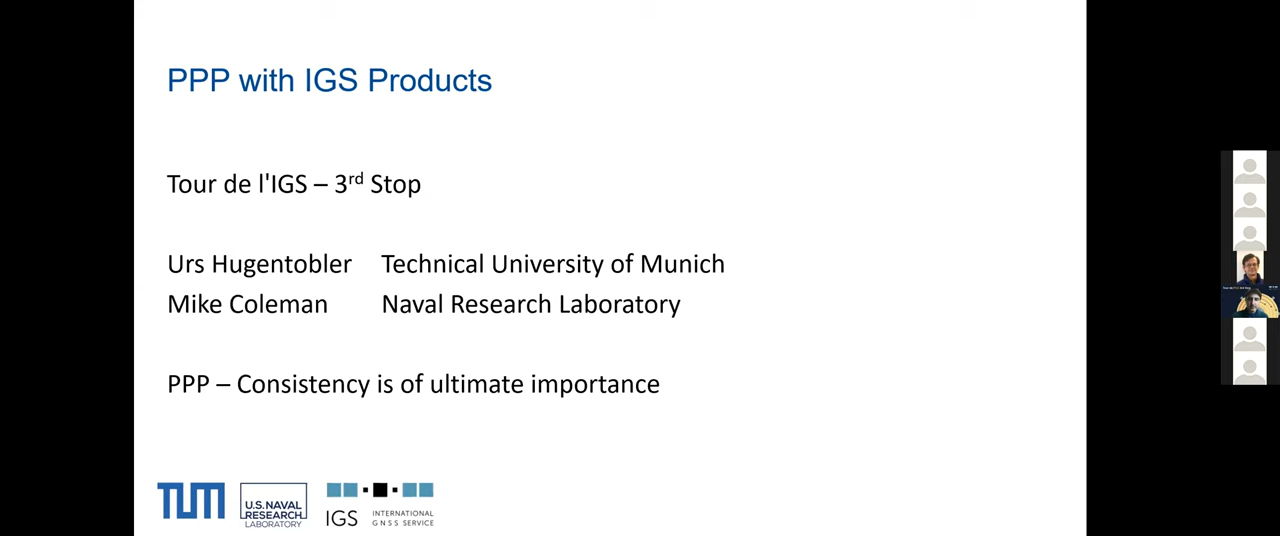 PPP with IGS Products
Tour de l'IGS – 3rd Stop
Urs Hugentobler Technical University of Munich
Mike Coleman Naval Research Laboratory
PPP – Consistency is of ultimate importance
TUM
U.S. NAVAL
RESEARCH
LABORATORY
IGS
INTERNATIONAL
GNSS SERVICE